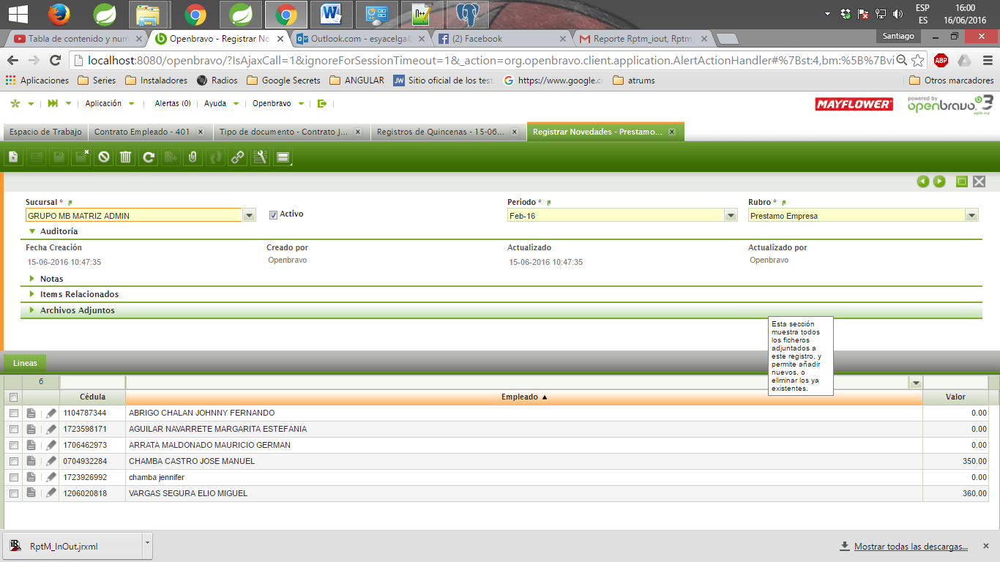 ESP
ES
16:00
16/06/2016
Tabla de contenido y num
Openbravo - Registrar No
Outlook.com - esyacelga@
(2) Facebook
Reporte Rptm_iout, Rptm_
Santiago
localhost:8080/openbravo/?IsAjaxCall=1&ignoreForSessionTimeout=1&_action=org.openbravo.client.application.AlertActionHandler#%7Bst:4,bm:%5B%7Bvi
ABP
Aplicaciones Series Instaladores Radios Google Secrets ANGULAR Sitio oficial de los test https://www.google.c atrums Otros marcadores
Aplicación Alertas (0) Ayuda Openbravo
MAYFLOWER
powered by
openbravo 3
agile erp
Espacio de Trabajo
Contrato Empleado - 401
Tipo de documento - Contrato J...
Registros de Quincenas - 15-06...
Registrar Novedades - Prestamo...
Sucursal *
Periodo *
Rubro *
GRUPO MB MATRIZ ADMIN
Activo
Feb-16
Prestamo Empresa
Auditoría
Fecha Creación Creado por Actualizado Actualizado por
15-06-2016 10:47:35 Openbravo 15-06-2016 10:47:35 Openbravo
Notas
Items Relacionados
Archivos Adjuntos
Esta sección
muestra todos
los ficheros
adjuntados a
este registro, y
permite añadir
nuevos, o
eliminar los ya
existentes.
Lineas
6
Cédula Empleado Valor
1104787344 ABRIGO CHALAN JOHNNY FERNANDO 0.00
1723598171 AGUILAR NAVARRETE MARGARITA ESTEFANIA 0.00
1706462973 ARRATA MALDONADO MAURICIO GERMAN 0.00
0704932284 CHAMBA CASTRO JOSE MANUEL 350.00
1723926992 chamba jennifer 0.00
1206020818 VARGAS SEGURA ELIO MIGUEL 360.00
RptM_InOut.jrxml
Mostrar todas las descargas...